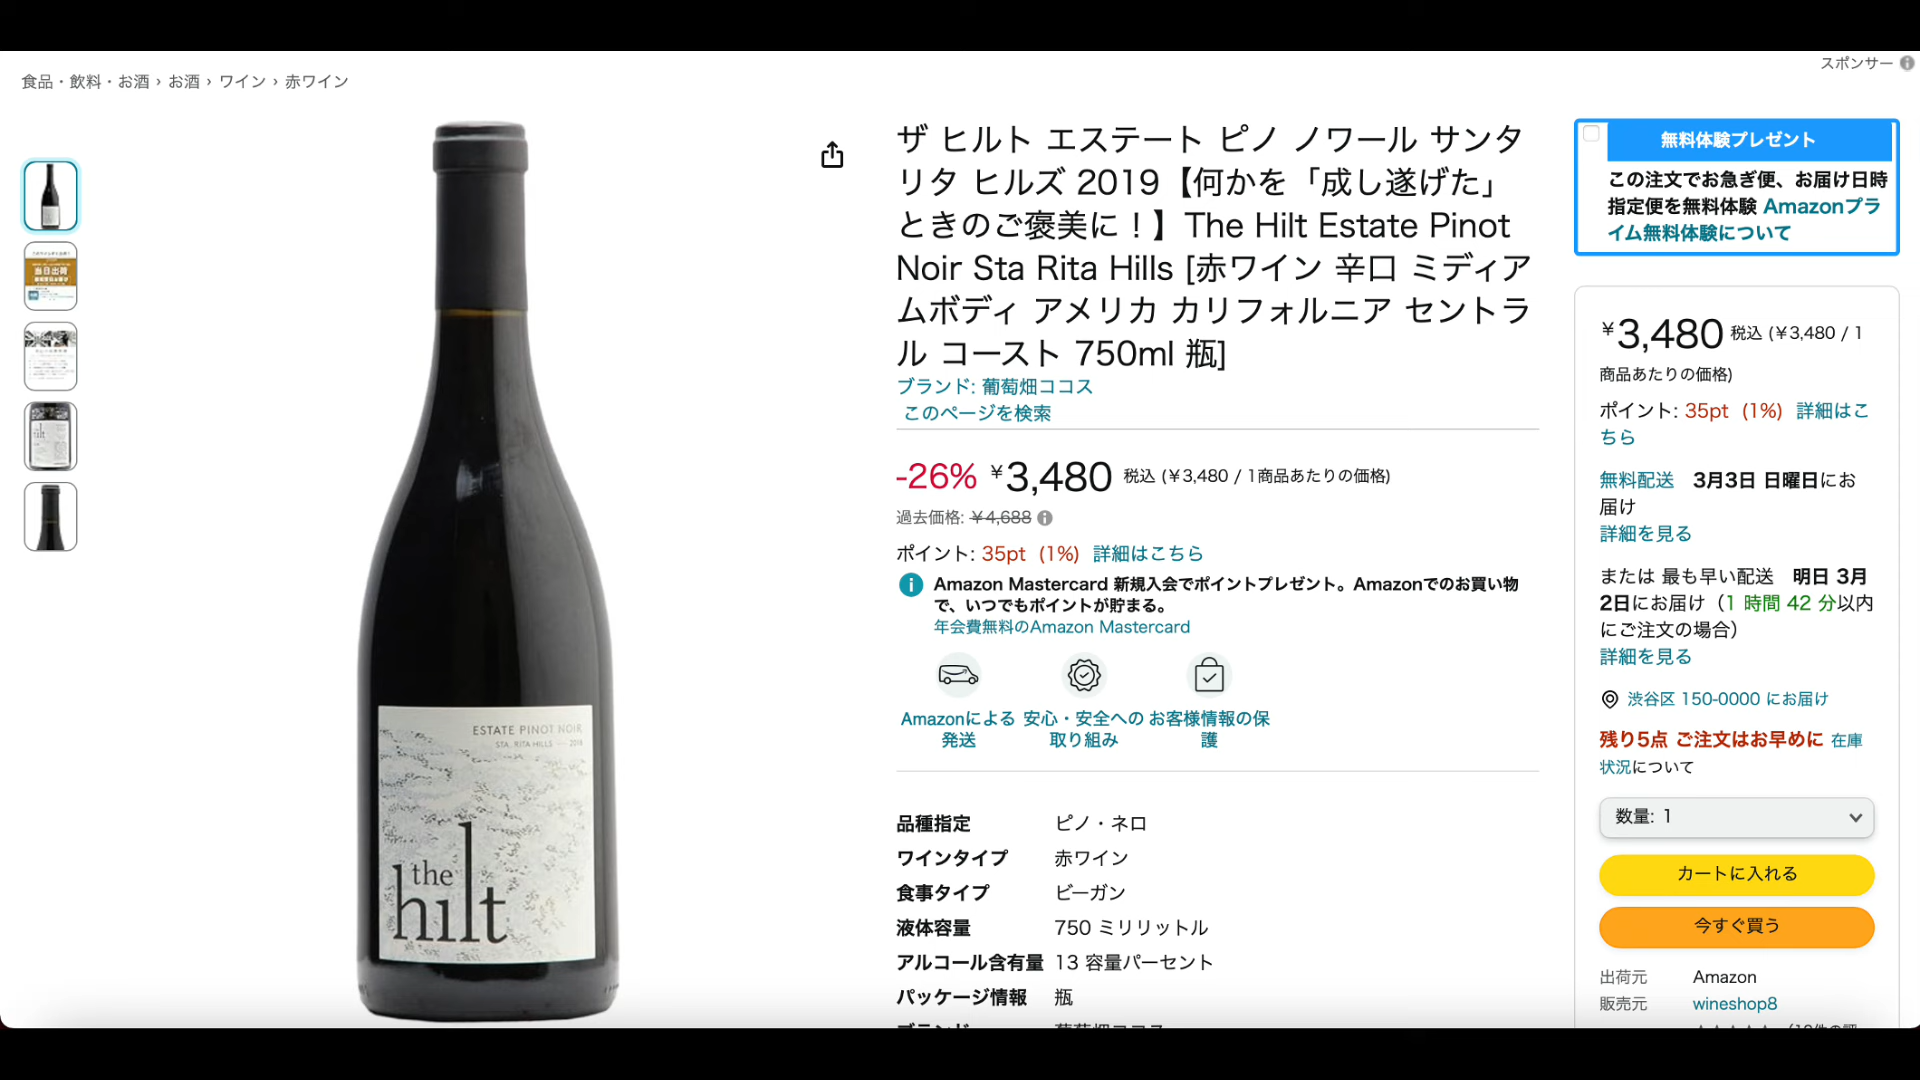 スポンサー
食品・飲料・お酒 › お酒 › ワイン › 赤ワイン
当日出荷
ESTATE PINOT NOIR
STA. RITA HILLS — 2019
the
hilt
ザ ヒルト エステート ピノ ノワール サンタ
リタ ヒルズ 2019【何かを「成し遂げた」
ときのご褒美に！】The Hilt Estate Pinot
Noir Sta Rita Hills [赤ワイン 辛口 ミディア
ムボディ アメリカ カリフォルニア セントラ
ル コースト 750ml 瓶]
ブランド: 葡萄畑ココス
このページを検索
-26% ￥3,480 税込 (￥3,480 / 1商品あたりの価格)
過去価格: ￥4,688
ポイント: 35pt (1%) 詳細はこちら
Amazon Mastercard 新規入会でポイントプレゼント。Amazonでのお買い物
で、いつでもポイントが貯まる。
年会費無料のAmazon Mastercard
Amazonによる
発送
安心・安全への
取り組み
お客様情報の保
護
品種指定 ピノ・ネロ
ワインタイプ 赤ワイン
食事タイプ ビーガン
液体容量 750 ミリリットル
アルコール含有量 13 容量パーセント
パッケージ情報 瓶
ブランド 葡萄畑ココス
無料体験プレゼント
この注文でお急ぎ便、お届け日時
指定便を無料体験 Amazonプラ
イム無料体験について
￥3,480 税込 (￥3,480 / 1
商品あたりの価格)
ポイント: 35pt (1%) 詳細はこ
ちら
無料配送 3月3日 日曜日にお
届け
詳細を見る
または 最も早い配送 明日 3月
2日にお届け（1 時間 42 分以内
にご注文の場合）
詳細を見る
渋谷区 150-0000 にお届け
残り5点 ご注文はお早めに 在庫
状況について
数量: 1
カートに入れる
今すぐ買う
出荷元 Amazon
販売元 wineshop8